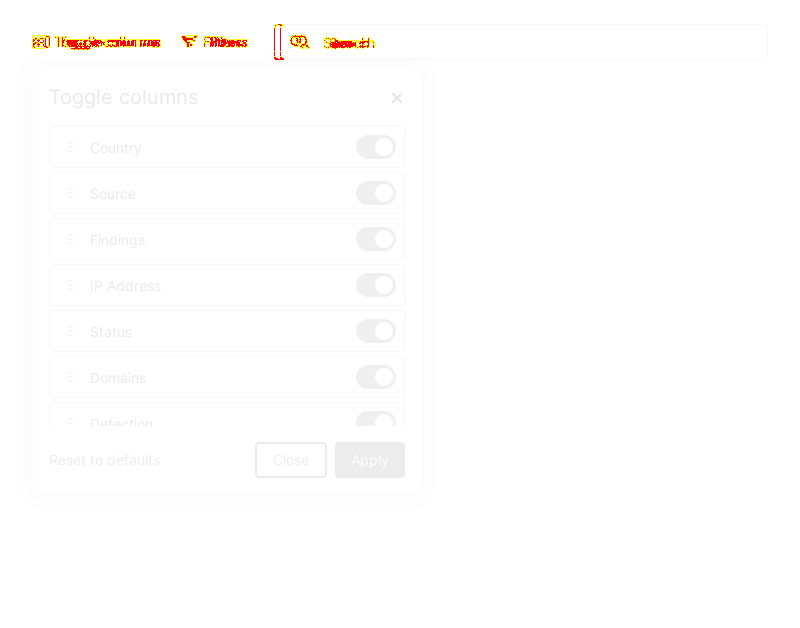 Toggle columns Filters Search
Toggle columns
Country
Source
Findings
IP Address
Status
Domains
Detection
Reset to defaults Close Apply